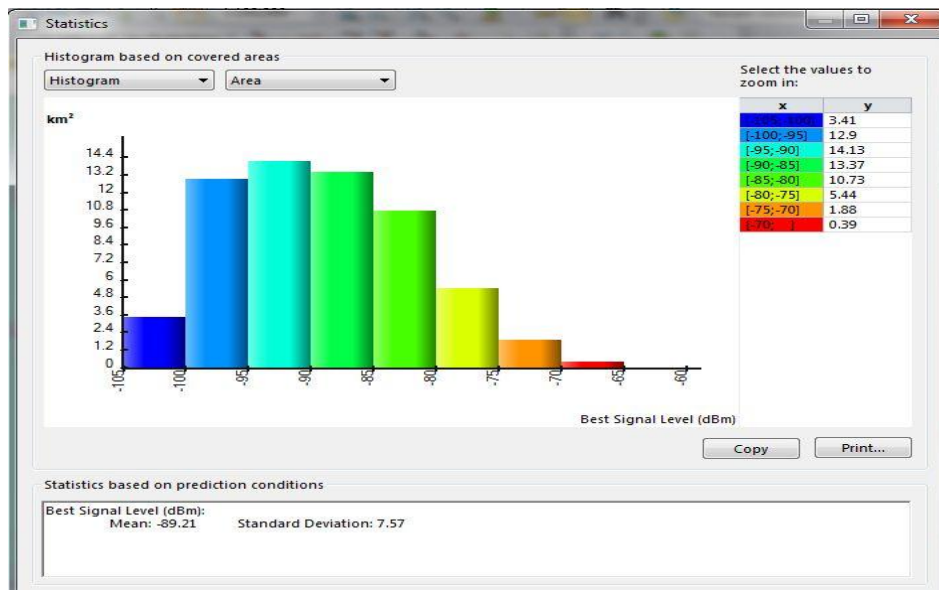 Statistics
Histogram based on covered areas
Histogram Area
Select the values to
zoom in:
km²
14.4
13.2
12
10.8
9.6
8.4
7.2
6
4.8
3.6
2.4
1.2
0
-105 -100 -95 -90 -85 -80 -75 -70 -65 -60
Best Signal Level (dBm)
x y
[-105;-100] 3.41
[-100;-95] 12.9
[-95;-90] 14.13
[-90;-85] 13.37
[-85;-80] 10.73
[-80;-75] 5.44
[-75;-70] 1.88
[-70; ] 0.39
Copy Print...
Statistics based on prediction conditions
Best Signal Level (dBm):
Mean: -89.21 Standard Deviation: 7.57